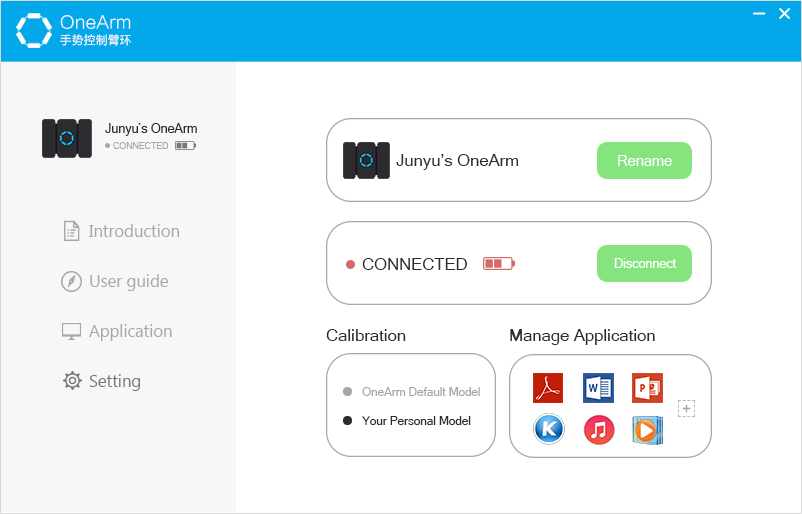 OneArm
手势控制臂环
Junyu's OneArm
CONNECTED
Introduction
User guide
Application
Setting
Junyu's OneArm
Rename
CONNECTED
Disconnect
Calibration
OneArm Default Model
Your Personal Model
Manage Application
W
P
K